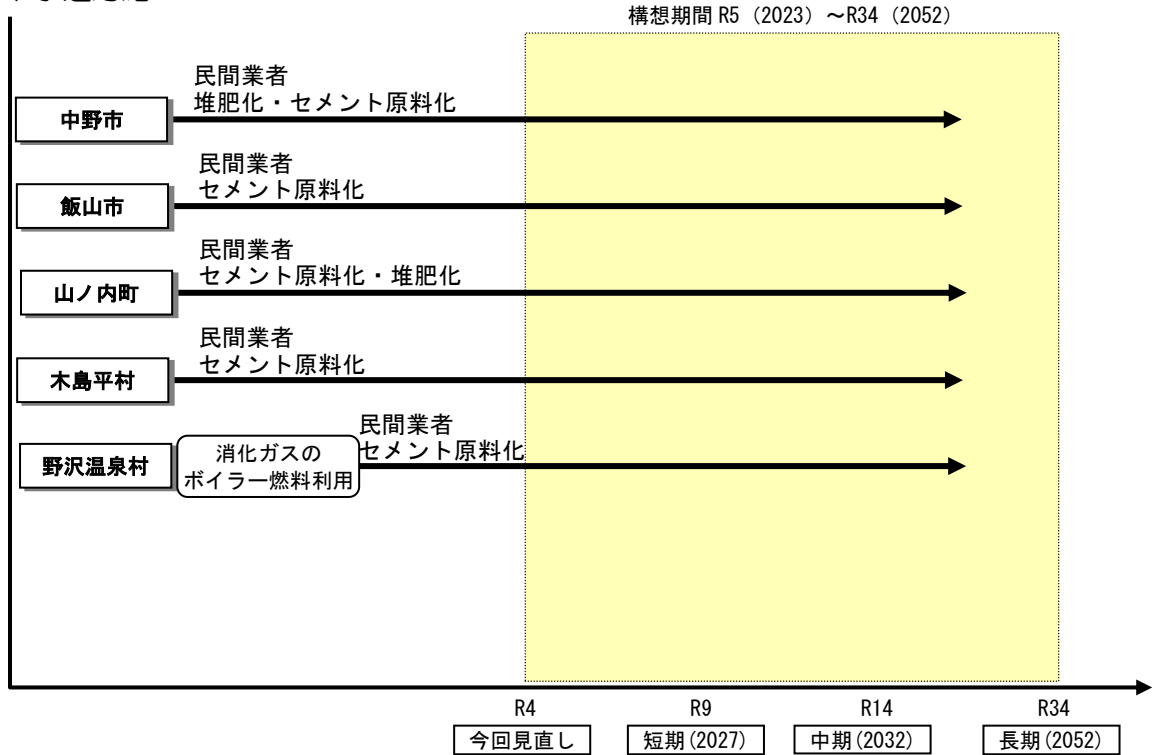 構想期間 R5（2023）～R34（2052）
民間業者
堆肥化・セメント原料化
中野市
民間業者
セメント原料化
飯山市
民間業者
セメント原料化・堆肥化
山ノ内町
民間業者
セメント原料化
木島平村
民間業者
セメント原料化
消化ガスの
ボイラー燃料利用
野沢温泉村
R4 R9 R14 R34
今回見直し 短期(2027) 中期(2032) 長期(2052)